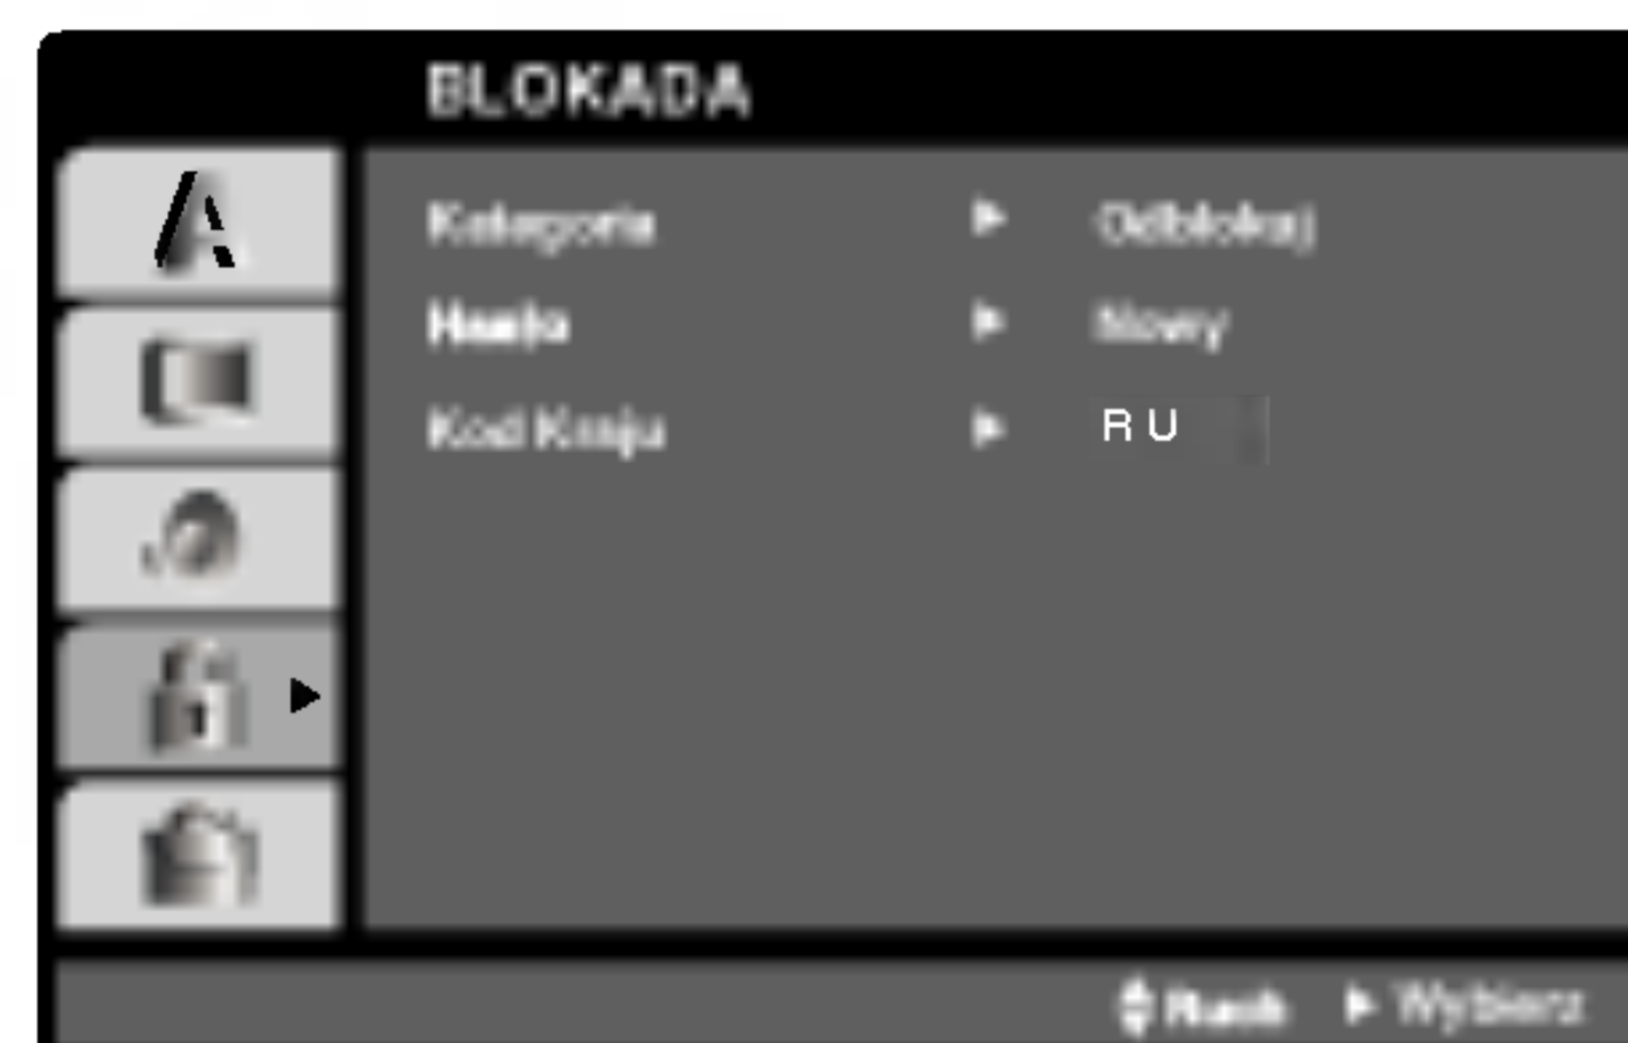 BLOKADA
Kategoria ► Odblokuj
Hasło ► Nowy
Kod Kraju ► R U
Ruch ► Wybierz